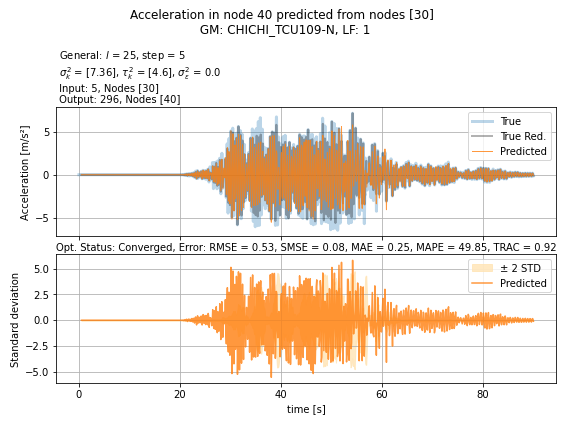 Acceleration in node 40 predicted from nodes [30]
GM: CHICHI_TCU109-N, LF: 1
General: l = 25, step = 5
σ²ₖ = [7.36], τ²ₖ = [4.6], σ²ε = 0.0
Input: 5, Nodes [30]
Output: 296, Nodes [40]
Acceleration [m/s²]
5
0
−5
True
True Red.
Predicted
Opt. Status: Converged, Error: RMSE = 0.53, SMSE = 0.08, MAE = 0.25, MAPE = 49.85, TRAC = 0.92
Standard deviation
5.0
2.5
0.0
−2.5
−5.0
± 2 STD
Predicted
0 20 40 60 80
time [s]